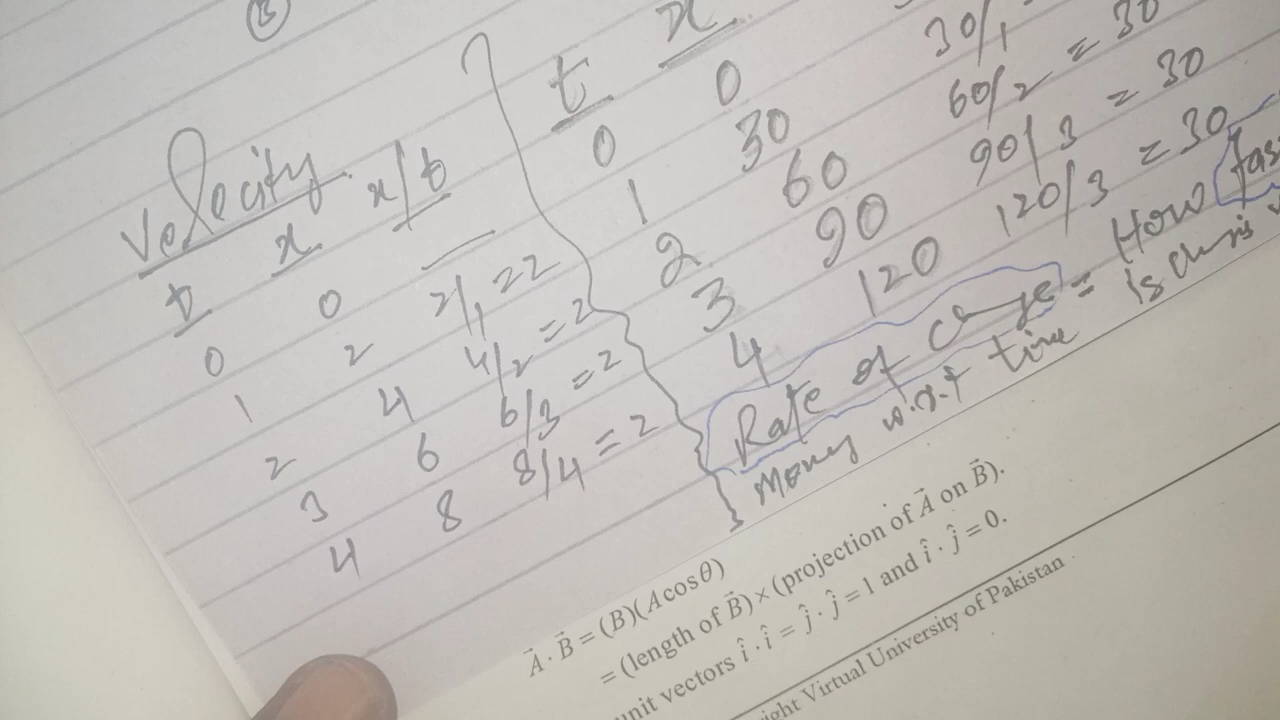 B
Velocity
t x x/t
0 0
1 2 2/1 = 2
2 4 4/2 = 2
3 6 6/3 = 2
4 8 8/4 = 2
t x
0 0
1 30 30/1
2 60 60/2 = 30
3 90 90/3 = 30
4 120 120/3 = 30
Rate of change = How fas
money w.r.t time is
A⃗ · B⃗ = (B)(A cosθ)
= (length of B⃗) × (projection of A⃗ on B⃗).
unit vectors î · î = ĵ · ĵ = 1 and î · ĵ = 0.
ight Virtual University of Pakistan